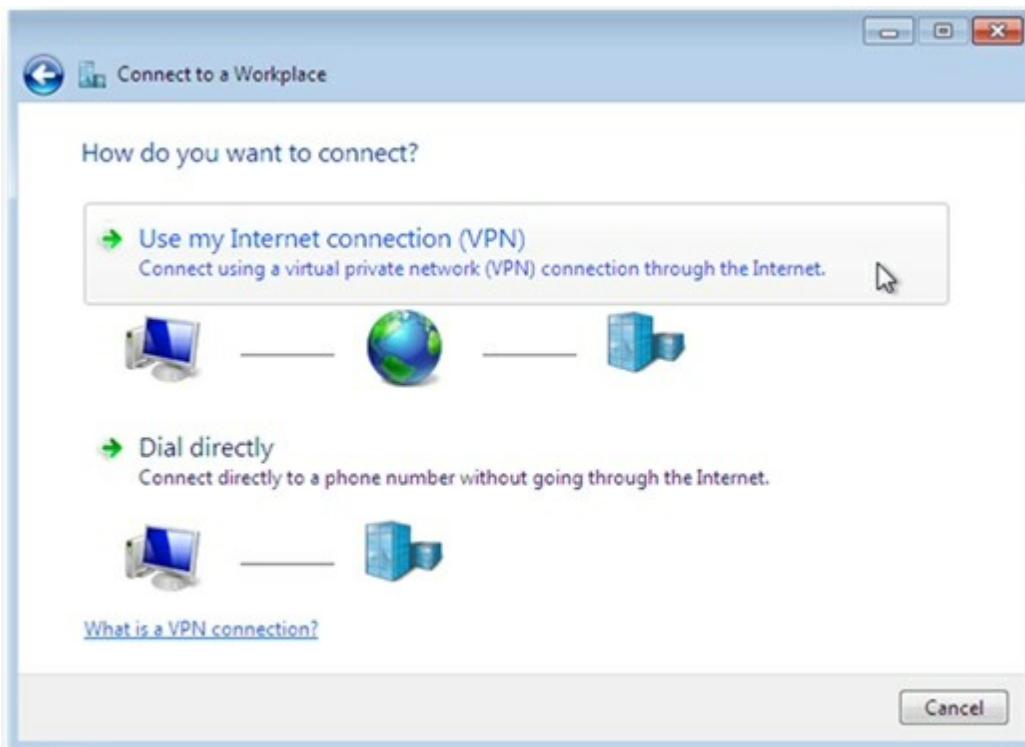 Connect to a Workplace
How do you want to connect?
Use my Internet connection (VPN)
Connect using a virtual private network (VPN) connection through the Internet.
Dial directly
Connect directly to a phone number without going through the Internet.
What is a VPN connection?
Cancel